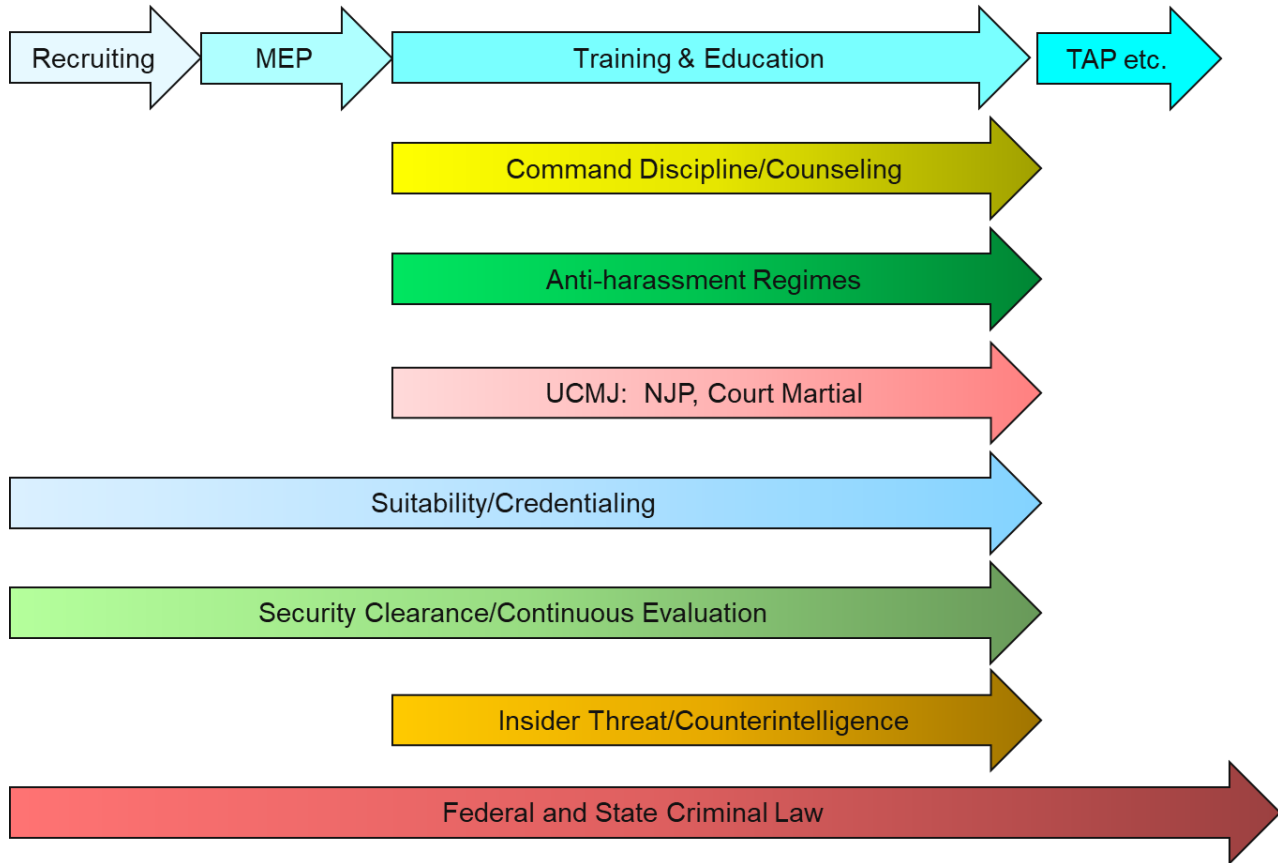 Recruiting
MEP
Training & Education
TAP etc.
Command Discipline/Counseling
Anti-harassment Regimes
UCMJ:  NJP, Court Martial
Suitability/Credentialing
Security Clearance/Continuous Evaluation
Insider Threat/Counterintelligence
Federal and State Criminal Law